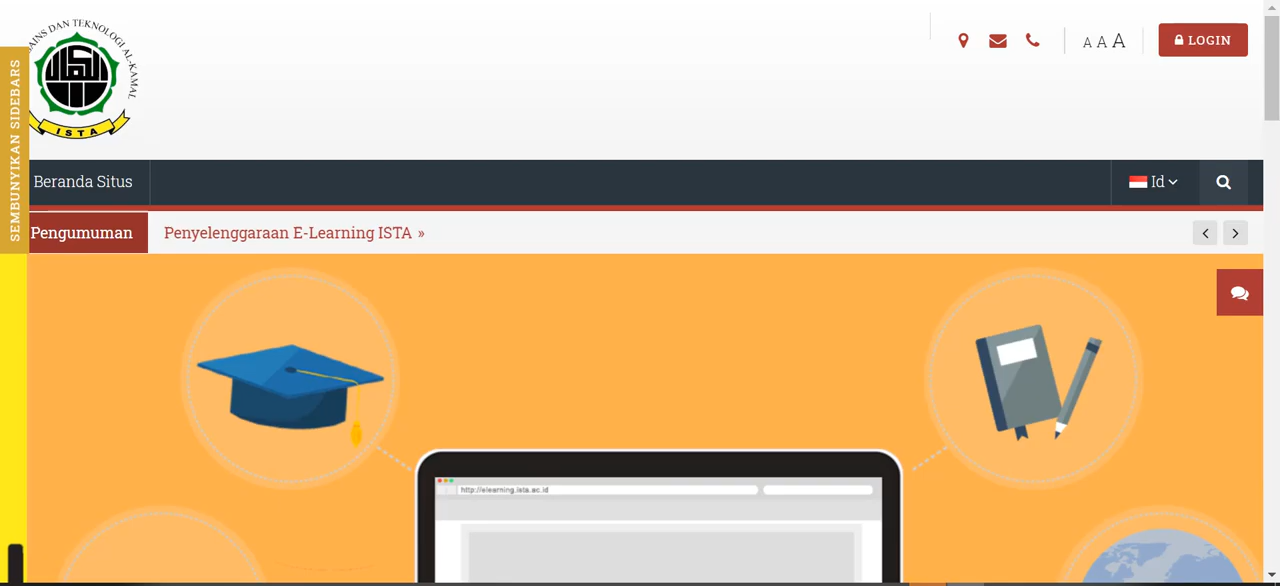 AINS DAN TEKNOLOGI AL-KAMAL
ISTA
A A A
LOGIN
SEMBUNYIKAN SIDEBARS
Beranda Situs
Id
Pengumuman
Penyelenggaraan E-Learning ISTA »
http://elearning.ista.ac.id